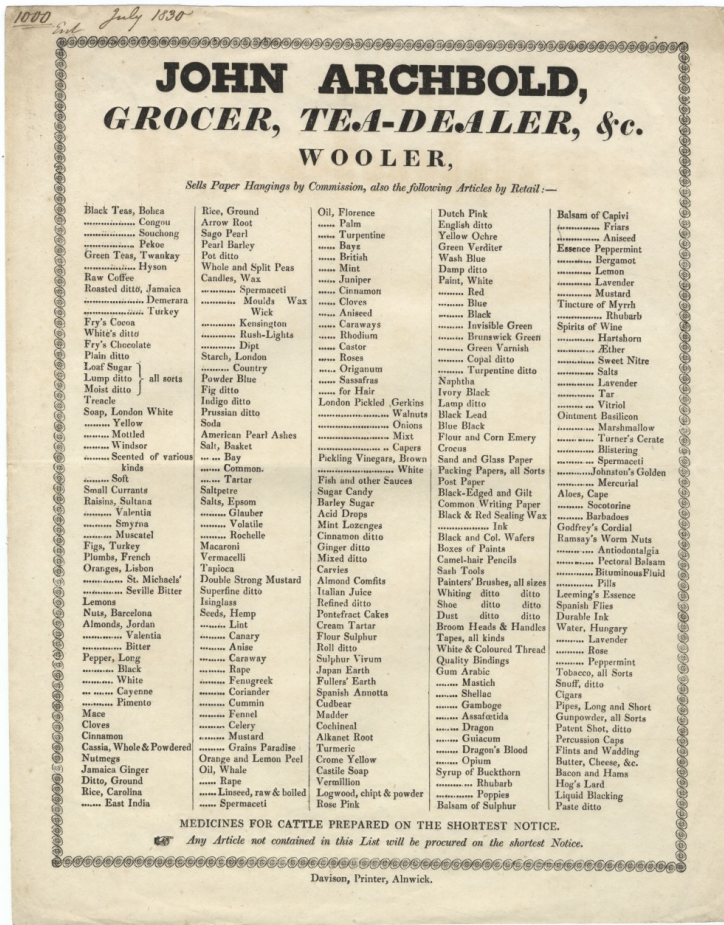 1000 July 1830
JOHN ARCHBOLD,
GROCER, TEA-DEALER, &c.
WOOLER,
Sells Paper Hangings by Commission, also the following Articles by Retail:—
Black Teas, Bohea
.................. Congou
.................. Souchong
.................. Pekoe
Green Teas, Twankay
.................. Hyson
Raw Coffee
Roasted ditto, Jamaica
..................... Demerara
..................... Turkey
Fry's Cocoa
White's ditto
Fry's Chocolate
Plain ditto
Loaf Sugar
Lump ditto } all sorts
Moist ditto
Treacle
Soap, London White
......... Yellow
......... Mottled
......... Windsor
.........Scented of various
kinds
......... Soft
Small Currants
Raisins, Sultana
.......... Valentia
.......... Smyrna
.......... Muscatel
Figs, Turkey
Plumbs, French
Oranges, Lisbon
............. St. Michaels'
............. Seville Bitter
Lemons
Nuts, Barcelona
Almonds, Jordan
............. Valentia
............. Bitter
Pepper, Long
........... Black
........... White
........... Cayenne
........... Pimento
Mace
Cloves
Cinnamon
Cassia, Whole & Powdered
Nutmegs
Jamaica Ginger
Ditto, Ground
Rice, Carolina
....... East India
Rice, Ground
Arrow Root
Sago Pearl
Pearl Barley
Pot ditto
Whole and Split Peas
Candles, Wax
............ Spermaceti
............ Moulds Wax
Wick
............ Kensington
............ Rush-Lights
............ Dipt
Starch, London
.......... Country
Powder Blue
Fig ditto
Indigo ditto
Prussian ditto
Soda
American Pearl Ashes
Salt, Basket
...... Bay
...... Common.
...... Tartar
Saltpetre
Salts, Epsom
........ Glauber
........ Volatile
........ Rochelle
Macaroni
Vermacelli
Tapioca
Double Strong Mustard
Superfine ditto
Isinglass
Seeds, Hemp
........ Lint
........ Canary
........ Anise
........ Caraway
........ Rape
........ Fenugreek
........ Coriander
........ Cummin
........ Fennel
........ Celery
........ Mustard
........ Grains Paradise
Orange and Lemon Peel
Oil, Whale
...... Rape
......Linseed, raw & boiled
...... Spermaceti
Oil, Florence
...... Palm
...... Turpentine
...... Bays
...... British
...... Mint
...... Juniper
...... Cinnamon
...... Cloves
...... Aniseed
...... Caraways
...... Rhodium
...... Castor
...... Roses
...... Origanum
...... Sassafras
...... for Hair
London Pickled Gerkins
........................ Walnuts
........................ Onions
........................ Mixt
........................ Capers
Pickling Vinegars, Brown
........................... White
Fish and other Sauces
Sugar Candy
Barley Sugar
Acid Drops
Mint Lozenges
Cinnamon ditto
Ginger ditto
Mixed ditto
Carvies
Almond Comfits
Italian Juice
Refined ditto
Pontefract Cakes
Cream Tartar
Flour Sulphur
Roll ditto
Sulphur Vivum
Japan Earth
Fullers' Earth
Spanish Annotta
Cudbear
Madder
Cochineal
Alkanet Root
Turmeric
Crome Yellow
Castile Soap
Vermillion
Logwood, chipt & powder
Rose Pink
Dutch Pink
English ditto
Yellow Ochre
Green Verditer
Wash Blue
Damp ditto
Paint, White
......... Red
......... Blue
......... Black
......... Invisible Green
......... Brunswick Green
......... Green Varnish
......... Copal ditto
......... Turpentine ditto
Naphtha
Ivory Black
Lamp ditto
Black Lead
Blue Black
Flour and Corn Emery
Crocus
Sand and Glass Paper
Packing Papers, all Sorts
Post Paper
Black-Edged and Gilt
Common Writing Paper
Black & Red Sealing Wax
.................. Ink
Black and Col. Wafers
Boxes of Paints
Camel-hair Pencils
Sash Tools
Painters' Brushes, all sizes
Whiting ditto ditto
Shoe ditto ditto
Dust ditto ditto
Broom Heads & Handles
Tapes, all kinds
White & Coloured Thread
Quality Bindings
Gum Arabic
........ Mastich
........ Shellac
........ Gamboge
........ Assafœtida
........ Dragon
........ Guiacum
........ Dragon's Blood
........ Opium
Syrup of Buckthorn
............. Rhubarb
............. Poppies
Balsam of Sulphur
Balsam of Capivi
............. Friars
............. Aniseed
Essence Peppermint
............ Bergamot
............ Lemon
............ Lavender
............ Mustard
Tincture of Myrrh
................ Rhubarb
Spirits of Wine
............ Hartshorn
............ Æther
............ Sweet Nitre
............ Salts
............ Lavender
............ Tar
............ Vitriol
Ointment Basilicon
............ Marshmallow
............ Turner's Cerate
............ Blistering
............ Spermaceti
............Johnston's Golden
............ Mercurial
Aloes, Cape
......... Socotorine
......... Barbadoes
Godfrey's Cordial
Ramsay's Worm Nuts
............ Antiodontalgia
............ Pectoral Balsam
............ Bituminous Fluid
............ Pills
Leeming's Essence
Spanish Flies
Durable Ink
Water, Hungary
......... Lavender
......... Rose
......... Peppermint
Tobacco, all Sorts
Snuff, ditto
Cigars
Pipes, Long and Short
Gunpowder, all Sorts
Patent Shot, ditto
Percussion Caps
Flints and Wadding
Butter, Cheese, &c.
Bacon and Hams
Hog's Lard
Liquid Blacking
Paste ditto
MEDICINES FOR CATTLE PREPARED ON THE SHORTEST NOTICE.
☞ Any Article not contained in this List will be procured on the shortest Notice.
Davison, Printer, Alnwick.